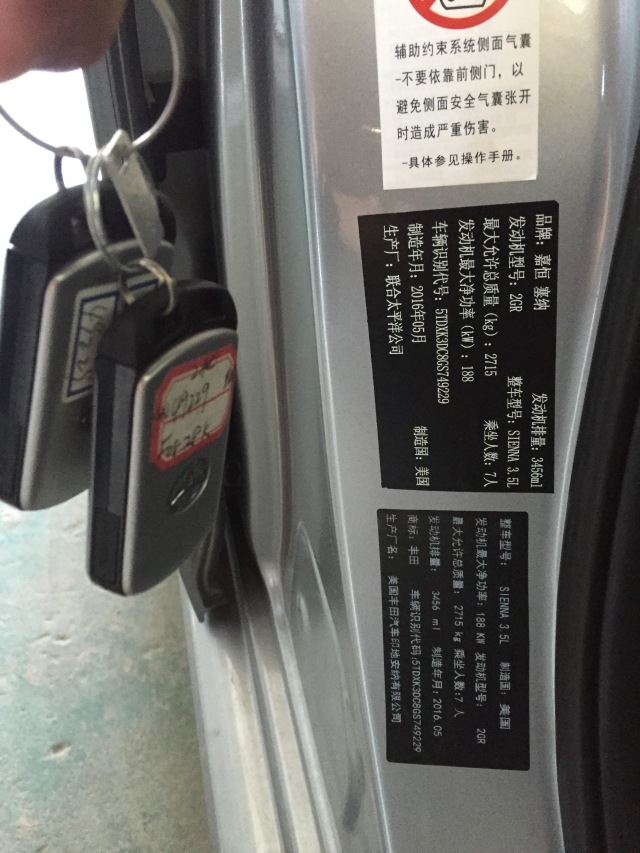 辅助约束系统侧面气囊
-不要依靠前侧门，以
避免侧面安全气囊张开
时造成严重伤害。
-具体参见操作手册。
品牌：嘉恒 塞纳 发动机排量：3456ml
发动机型号：2GR 整车型号：SIENNA 3.5L
最大允许总质量（kg）：2715 乘坐人数：7人
发动机最大净功率（kW）：188
车辆识别代号：5TDXK3DC8GS749229
制造年月：2016年05月 制造国：美国
生产厂：联合太平洋公司
整车型号： SIENNA 3.5L 制造国：美国
发动机最大净功率：188 KW 发动机型号： 2GR
最大允许总质量： 2715 kg 乘坐人数:7 人
发动机排量： 3456 ml 制造年月：2016.05
商标：丰田 车辆识别代码:5TDXK3DC8GS749229
生产厂名： 美国丰田汽车印地安纳有限公司